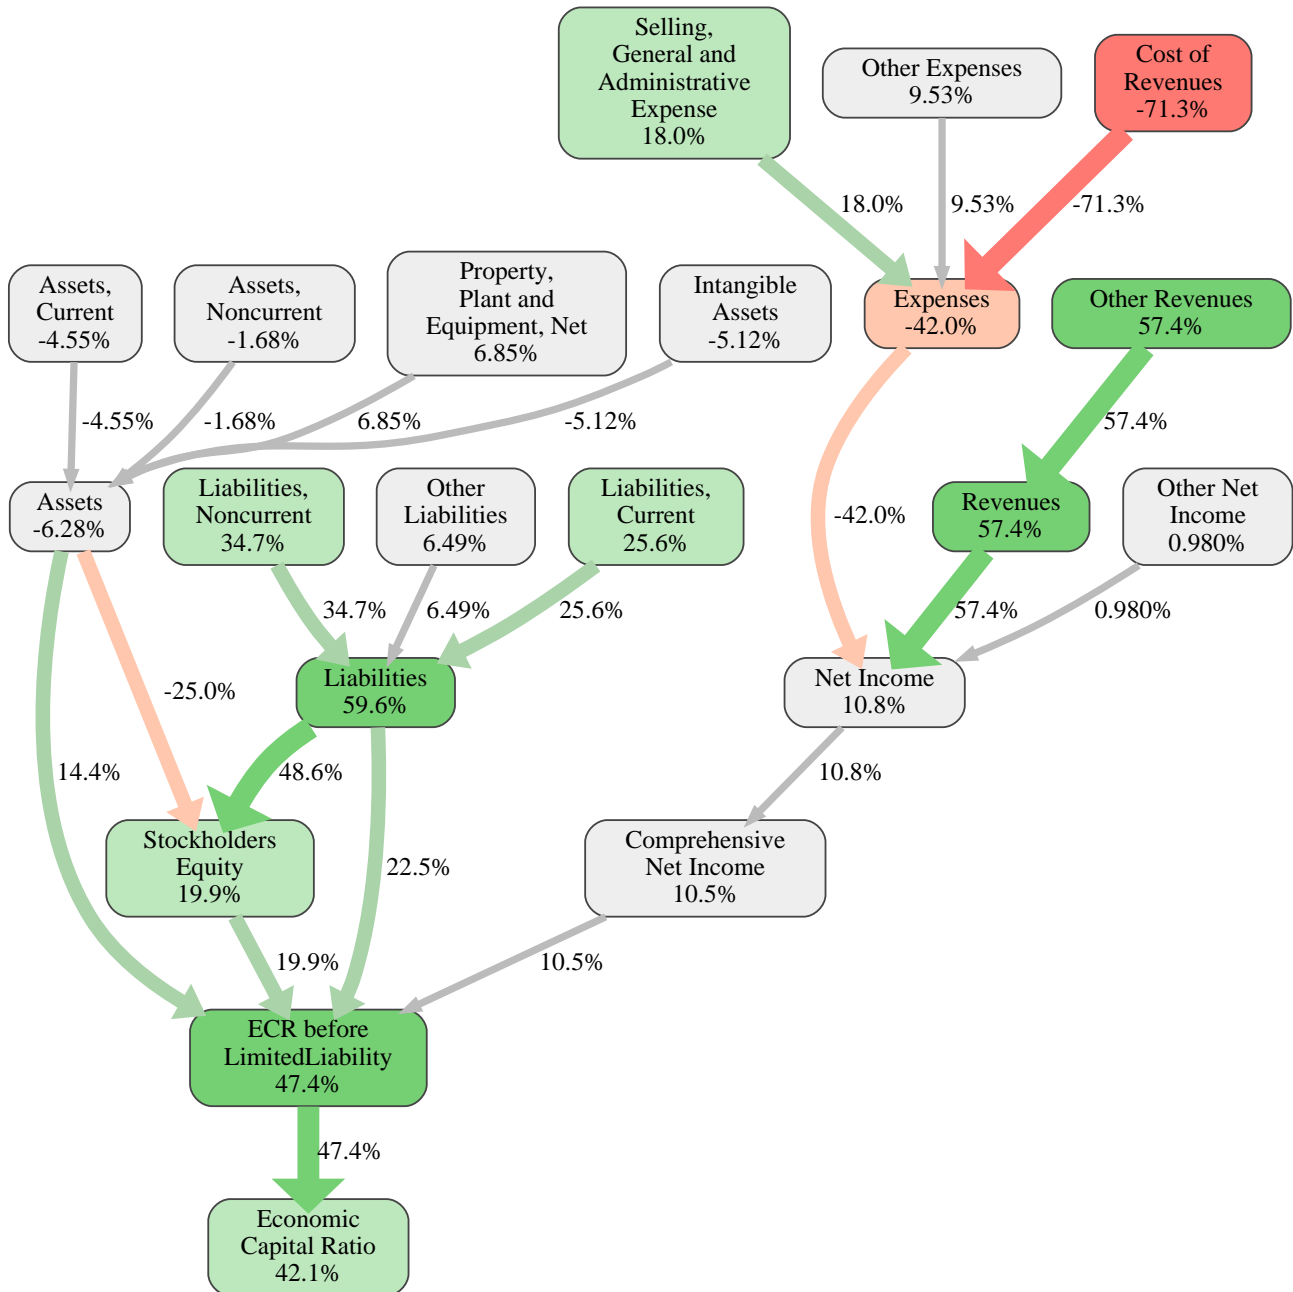 Selling,
General and
Administrative
Expense
18.0%
Other Expenses
9.53%
Cost of
Revenues
-71.3%
18.0%
9.53%
-71.3%
Assets,
Current
-4.55%
Assets,
Noncurrent
-1.68%
Property,
Plant and
Equipment, Net
6.85%
Intangible
Assets
-5.12%
Expenses
-42.0%
Other Revenues
57.4%
-4.55%
-1.68%
6.85%
-5.12%
57.4%
Assets
-6.28%
Liabilities,
Noncurrent
34.7%
Other
Liabilities
6.49%
Liabilities,
Current
25.6%
-42.0%
Revenues
57.4%
Other Net
Income
0.980%
34.7%
6.49%
25.6%
57.4%
0.980%
-25.0%
Liabilities
59.6%
Net Income
10.8%
14.4%
48.6%
10.8%
Stockholders
Equity
19.9%
22.5%
Comprehensive
Net Income
10.5%
19.9%
10.5%
ECR before
LimitedLiability
47.4%
47.4%
Economic
Capital Ratio
42.1%